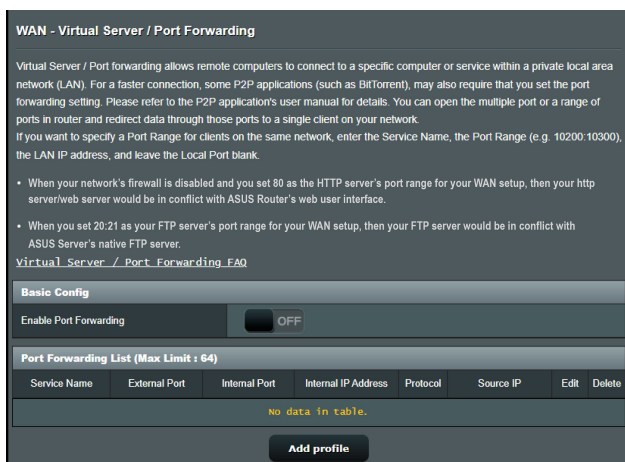 WAN - Virtual Server / Port Forwarding
Virtual Server / Port forwarding allows remote computers to connect to a specific computer or service within a private local area
network (LAN). For a faster connection, some P2P applications (such as BitTorrent), may also require that you set the port
forwarding setting. Please refer to the P2P application's user manual for details. You can open the multiple port or a range of
ports in router and redirect data through those ports to a single client on your network.
If you want to specify a Port Range for clients on the same network, enter the Service Name, the Port Range (e.g. 10200:10300),
the LAN IP address, and leave the Local Port blank.
• When your network's firewall is disabled and you set 80 as the HTTP server's port range for your WAN setup, then your http
server/web server would be in conflict with ASUS Router's web user interface.
• When you set 20:21 as your FTP server's port range for your WAN setup, then your FTP server would be in conflict with
ASUS Server's native FTP server.
Virtual Server / Port Forwarding FAQ
Basic Config
Enable Port Forwarding OFF
Port Forwarding List (Max Limit : 64)
Service Name External Port Internal Port Internal IP Address Protocol Source IP Edit Delete
No data in table.
Add profile